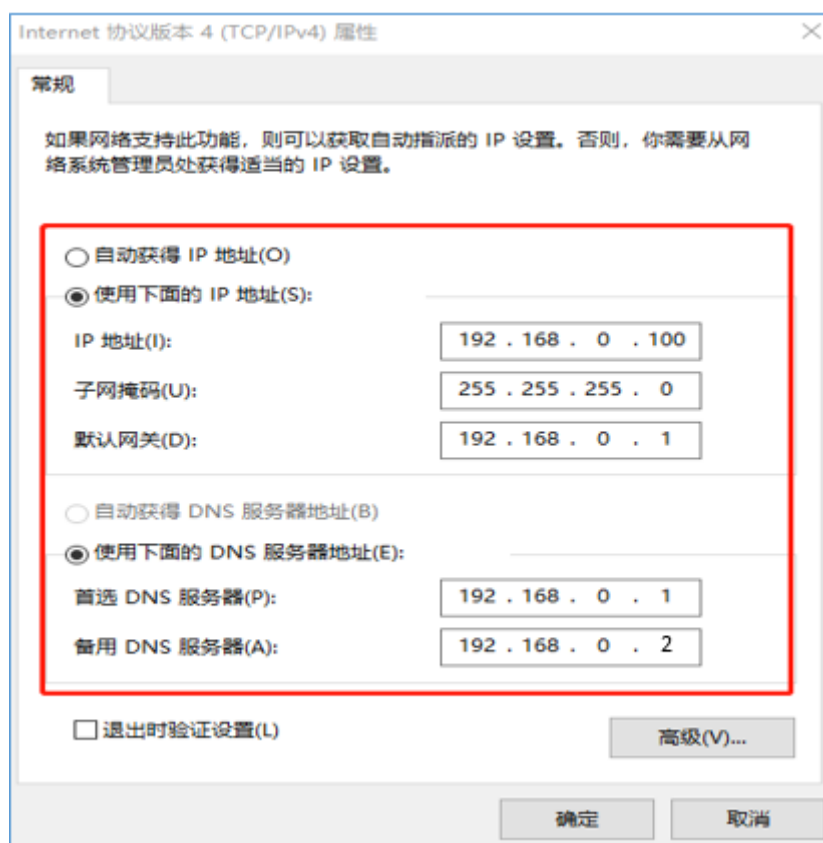 Internet 协议版本 4 (TCP/IPv4) 属性
常规
如果网络支持此功能，则可以获取自动指派的 IP 设置。否则，你需要从网
络系统管理员处获得适当的 IP 设置。
自动获得 IP 地址(O)
使用下面的 IP 地址(S):
IP 地址(I): 192 . 168 . 0 . 100
子网掩码(U): 255 . 255 . 255 . 0
默认网关(D): 192 . 168 . 0 . 1
自动获得 DNS 服务器地址(B)
使用下面的 DNS 服务器地址(E):
首选 DNS 服务器(P): 192 . 168 . 0 . 1
备用 DNS 服务器(A): 192 . 168 . 0 . 2
退出时验证设置(L)
高级(V)...
确定 取消